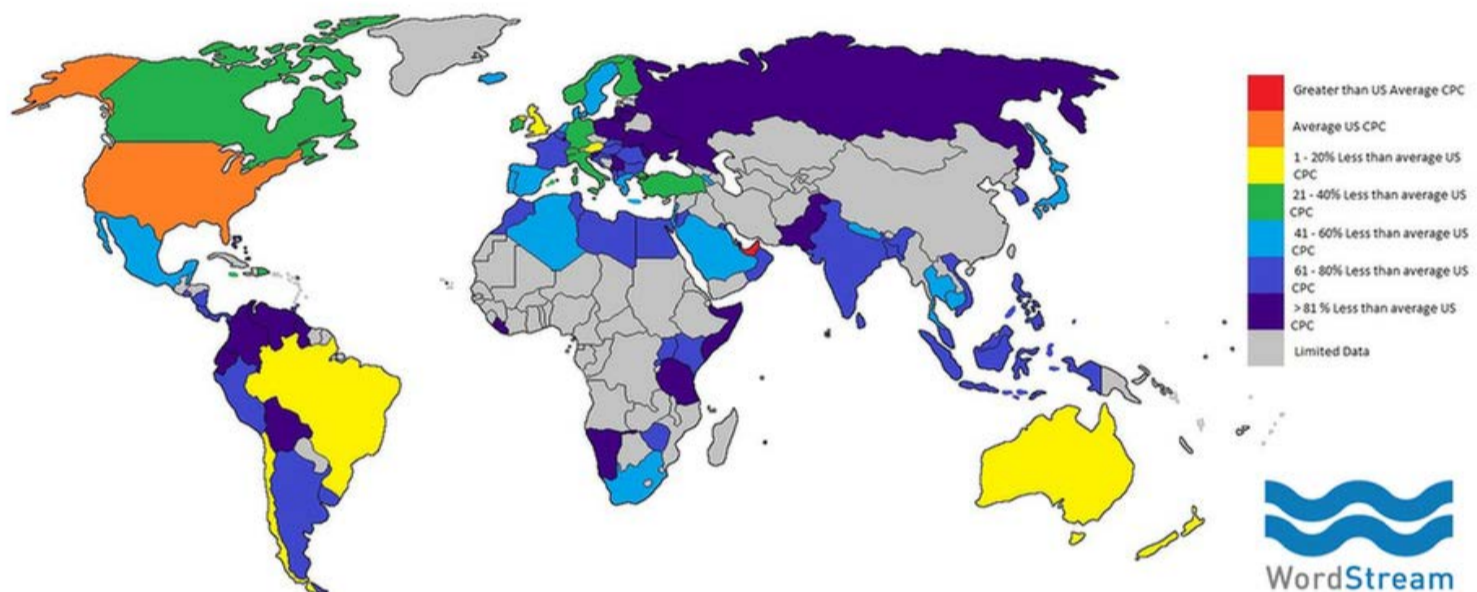 Greater than US Average CPC
Average US CPC
1 - 20% Less than average US
CPC
21 - 40% Less than average US
CPC
41 - 60% Less than average US
CPC
61 - 80% Less than average US
CPC
> 81 % Less than average US
CPC
Limited Data
WordStream